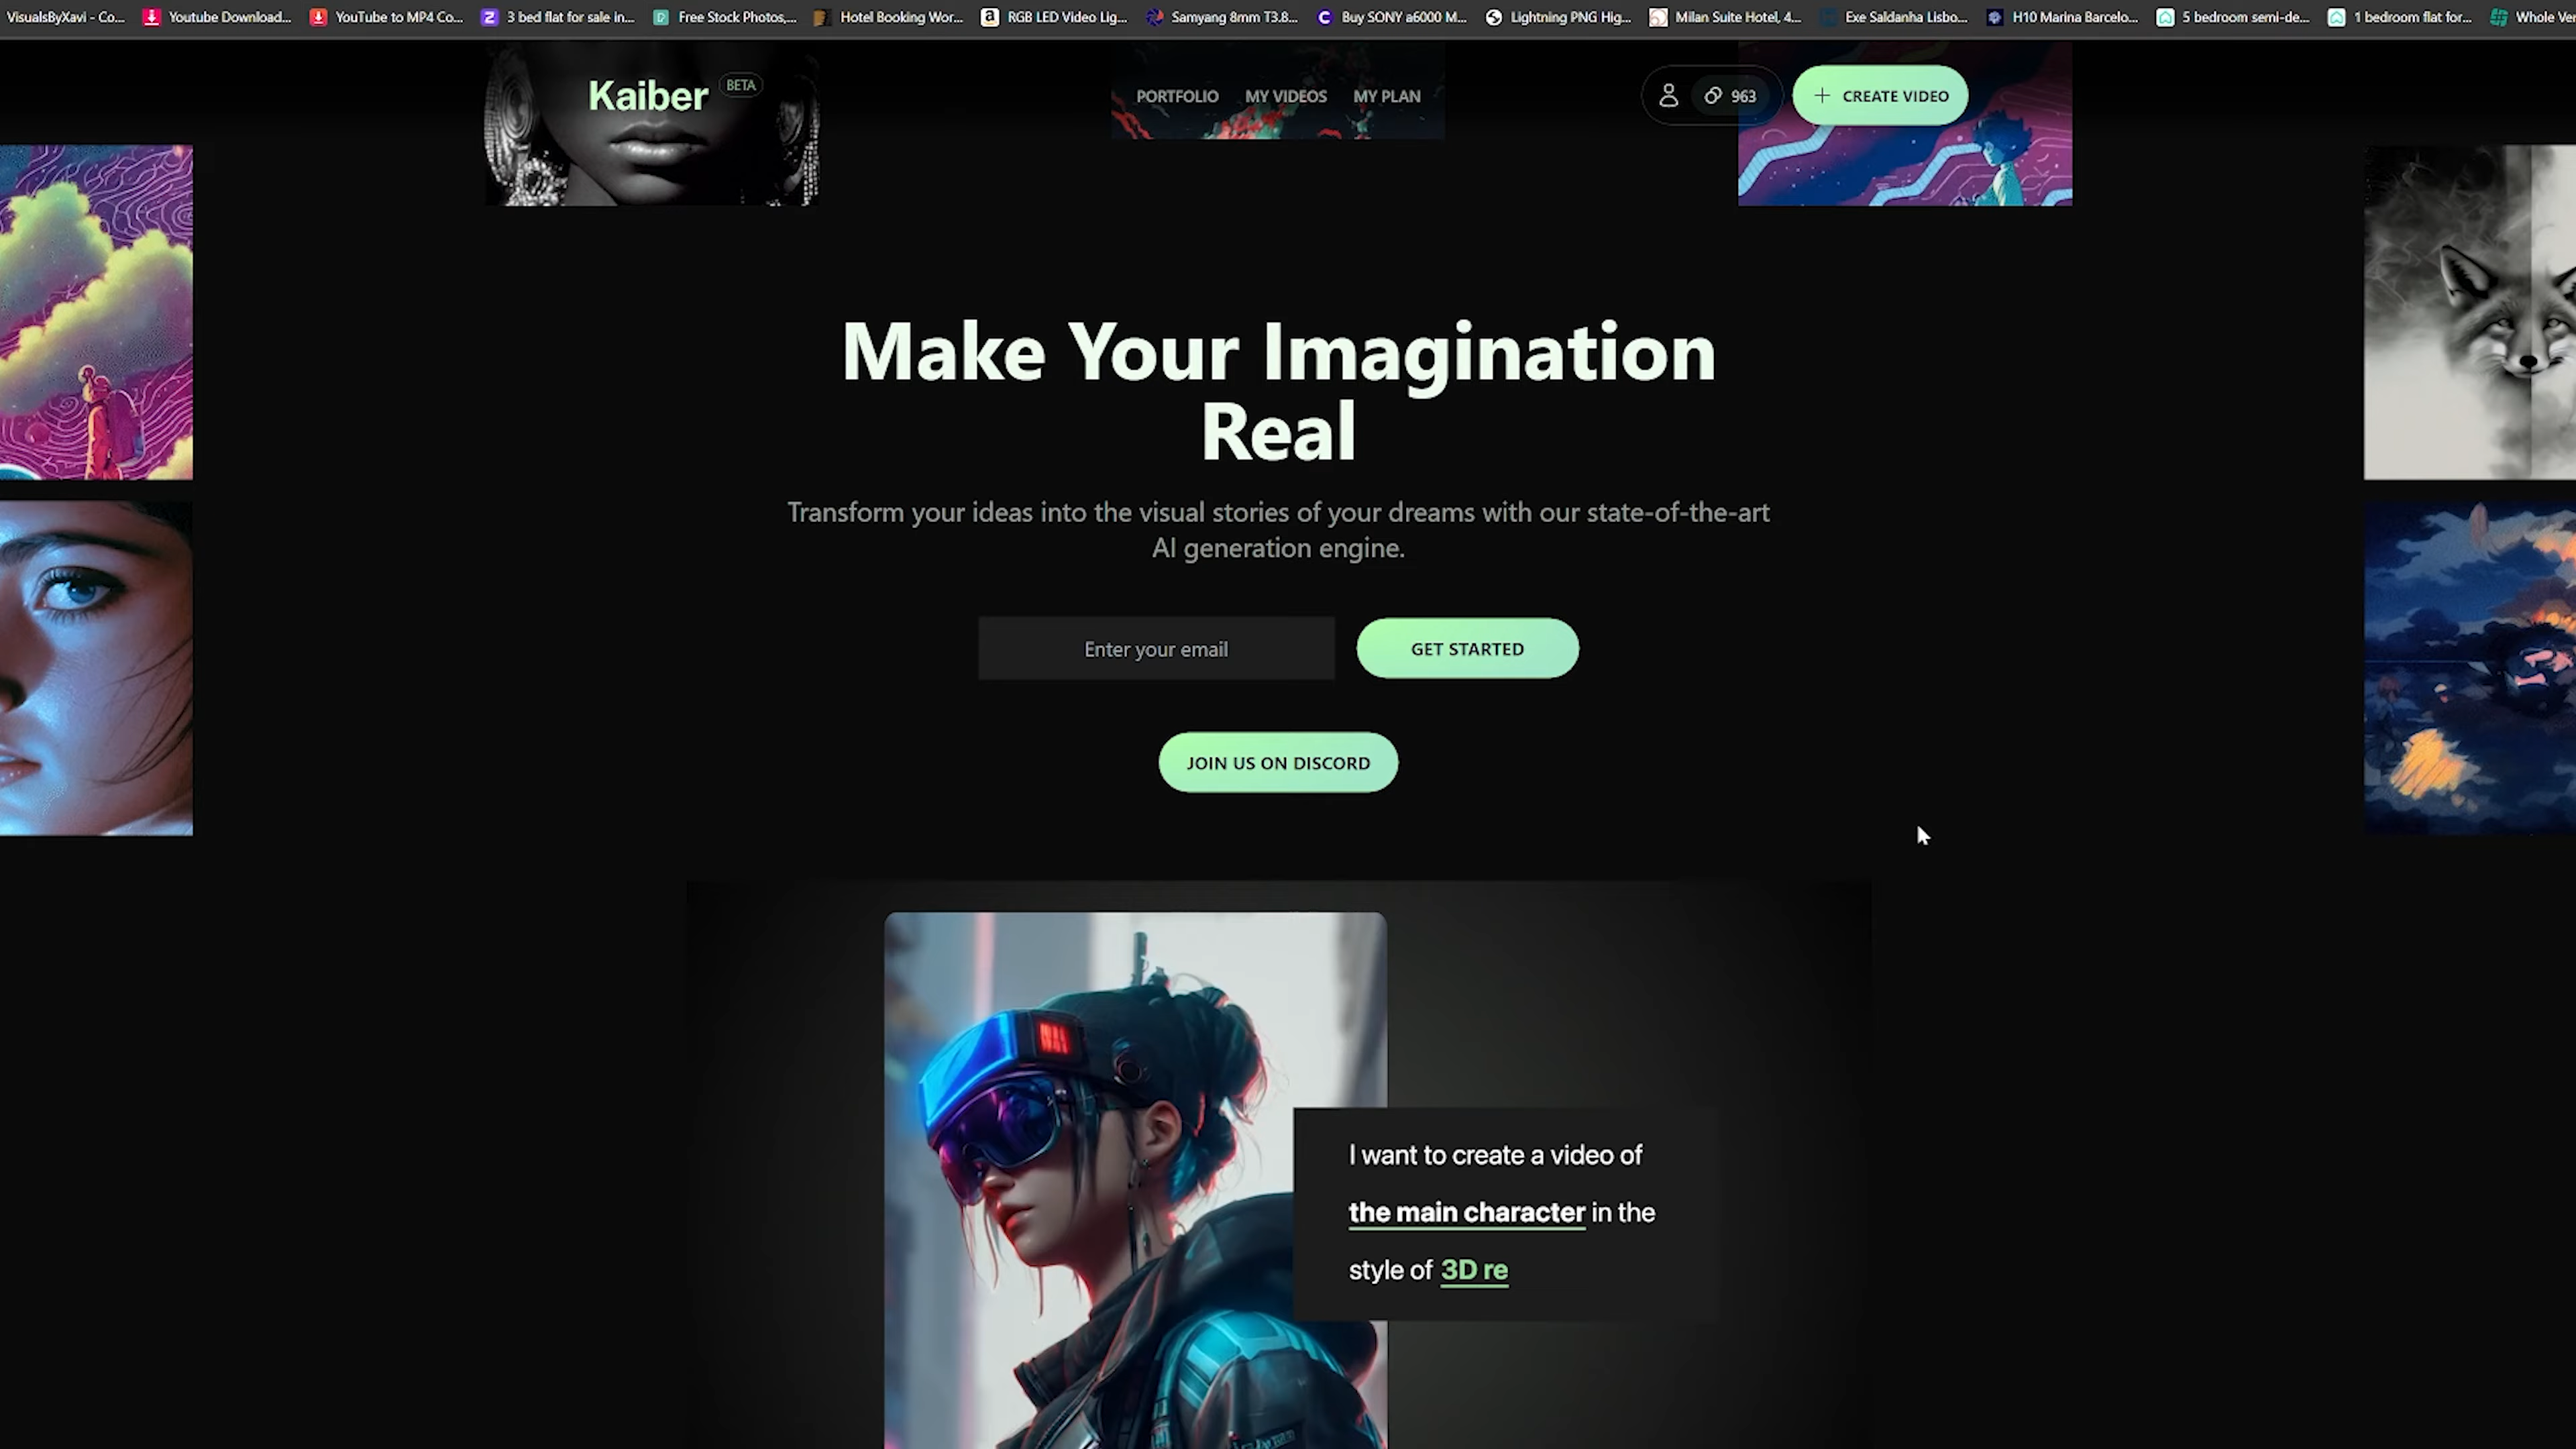 VisualsByXavi - Co...
Youtube Download...
YouTube to MP4 Co...
3 bed flat for sale in...
Free Stock Photos,...
Hotel Booking Wor...
RGB LED Video Lig...
Samyang 8mm T3.8...
Buy SONY a6000 M...
Lightning PNG Hig...
Milan Suite Hotel, 4...
Exe Saldanha Lisbo...
H10 Marina Barcelo...
5 bedroom semi-de...
1 bedroom flat for...
Whole Ver
Kaiber BETA
PORTFOLIO MY VIDEOS MY PLAN
963
CREATE VIDEO
Make Your Imagination
Real
Transform your ideas into the visual stories of your dreams with our state-of-the-art
AI generation engine.
Enter your email
GET STARTED
JOIN US ON DISCORD
I want to create a video of
the main character in the
style of 3D re